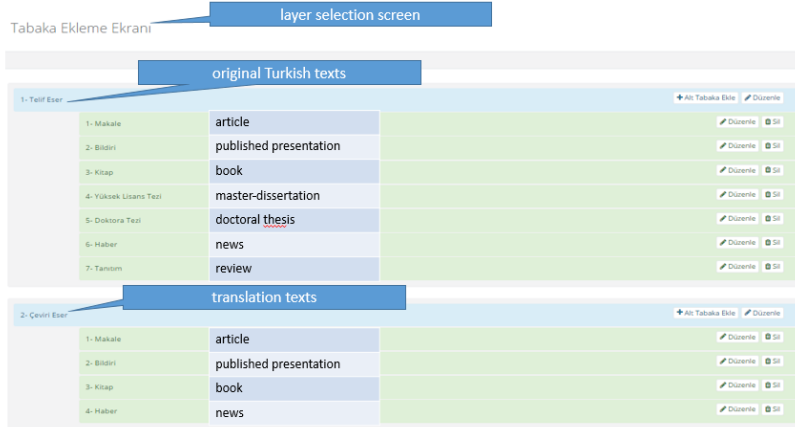 layer selection screen
Tabaka Ekleme Ekranı
original Turkish texts
1- Telif Eser Alt Tabaka Ekle Düzenle
1- Makale article Düzenle Sil
2- Bildiri published presentation Düzenle Sil
3- Kitap book Düzenle Sil
4- Yüksek Lisans Tezi master-dissertation Düzenle Sil
5- Doktora Tezi doctoral thesis Düzenle Sil
6- Haber news Düzenle Sil
7- Tanıtım review Düzenle Sil
translation texts
2- Çeviri Eser Alt Tabaka Ekle Düzenle
1- Makale article Düzenle Sil
2- Bildiri published presentation Düzenle Sil
3- Kitap book Düzenle Sil
4- Haber news Düzenle Sil